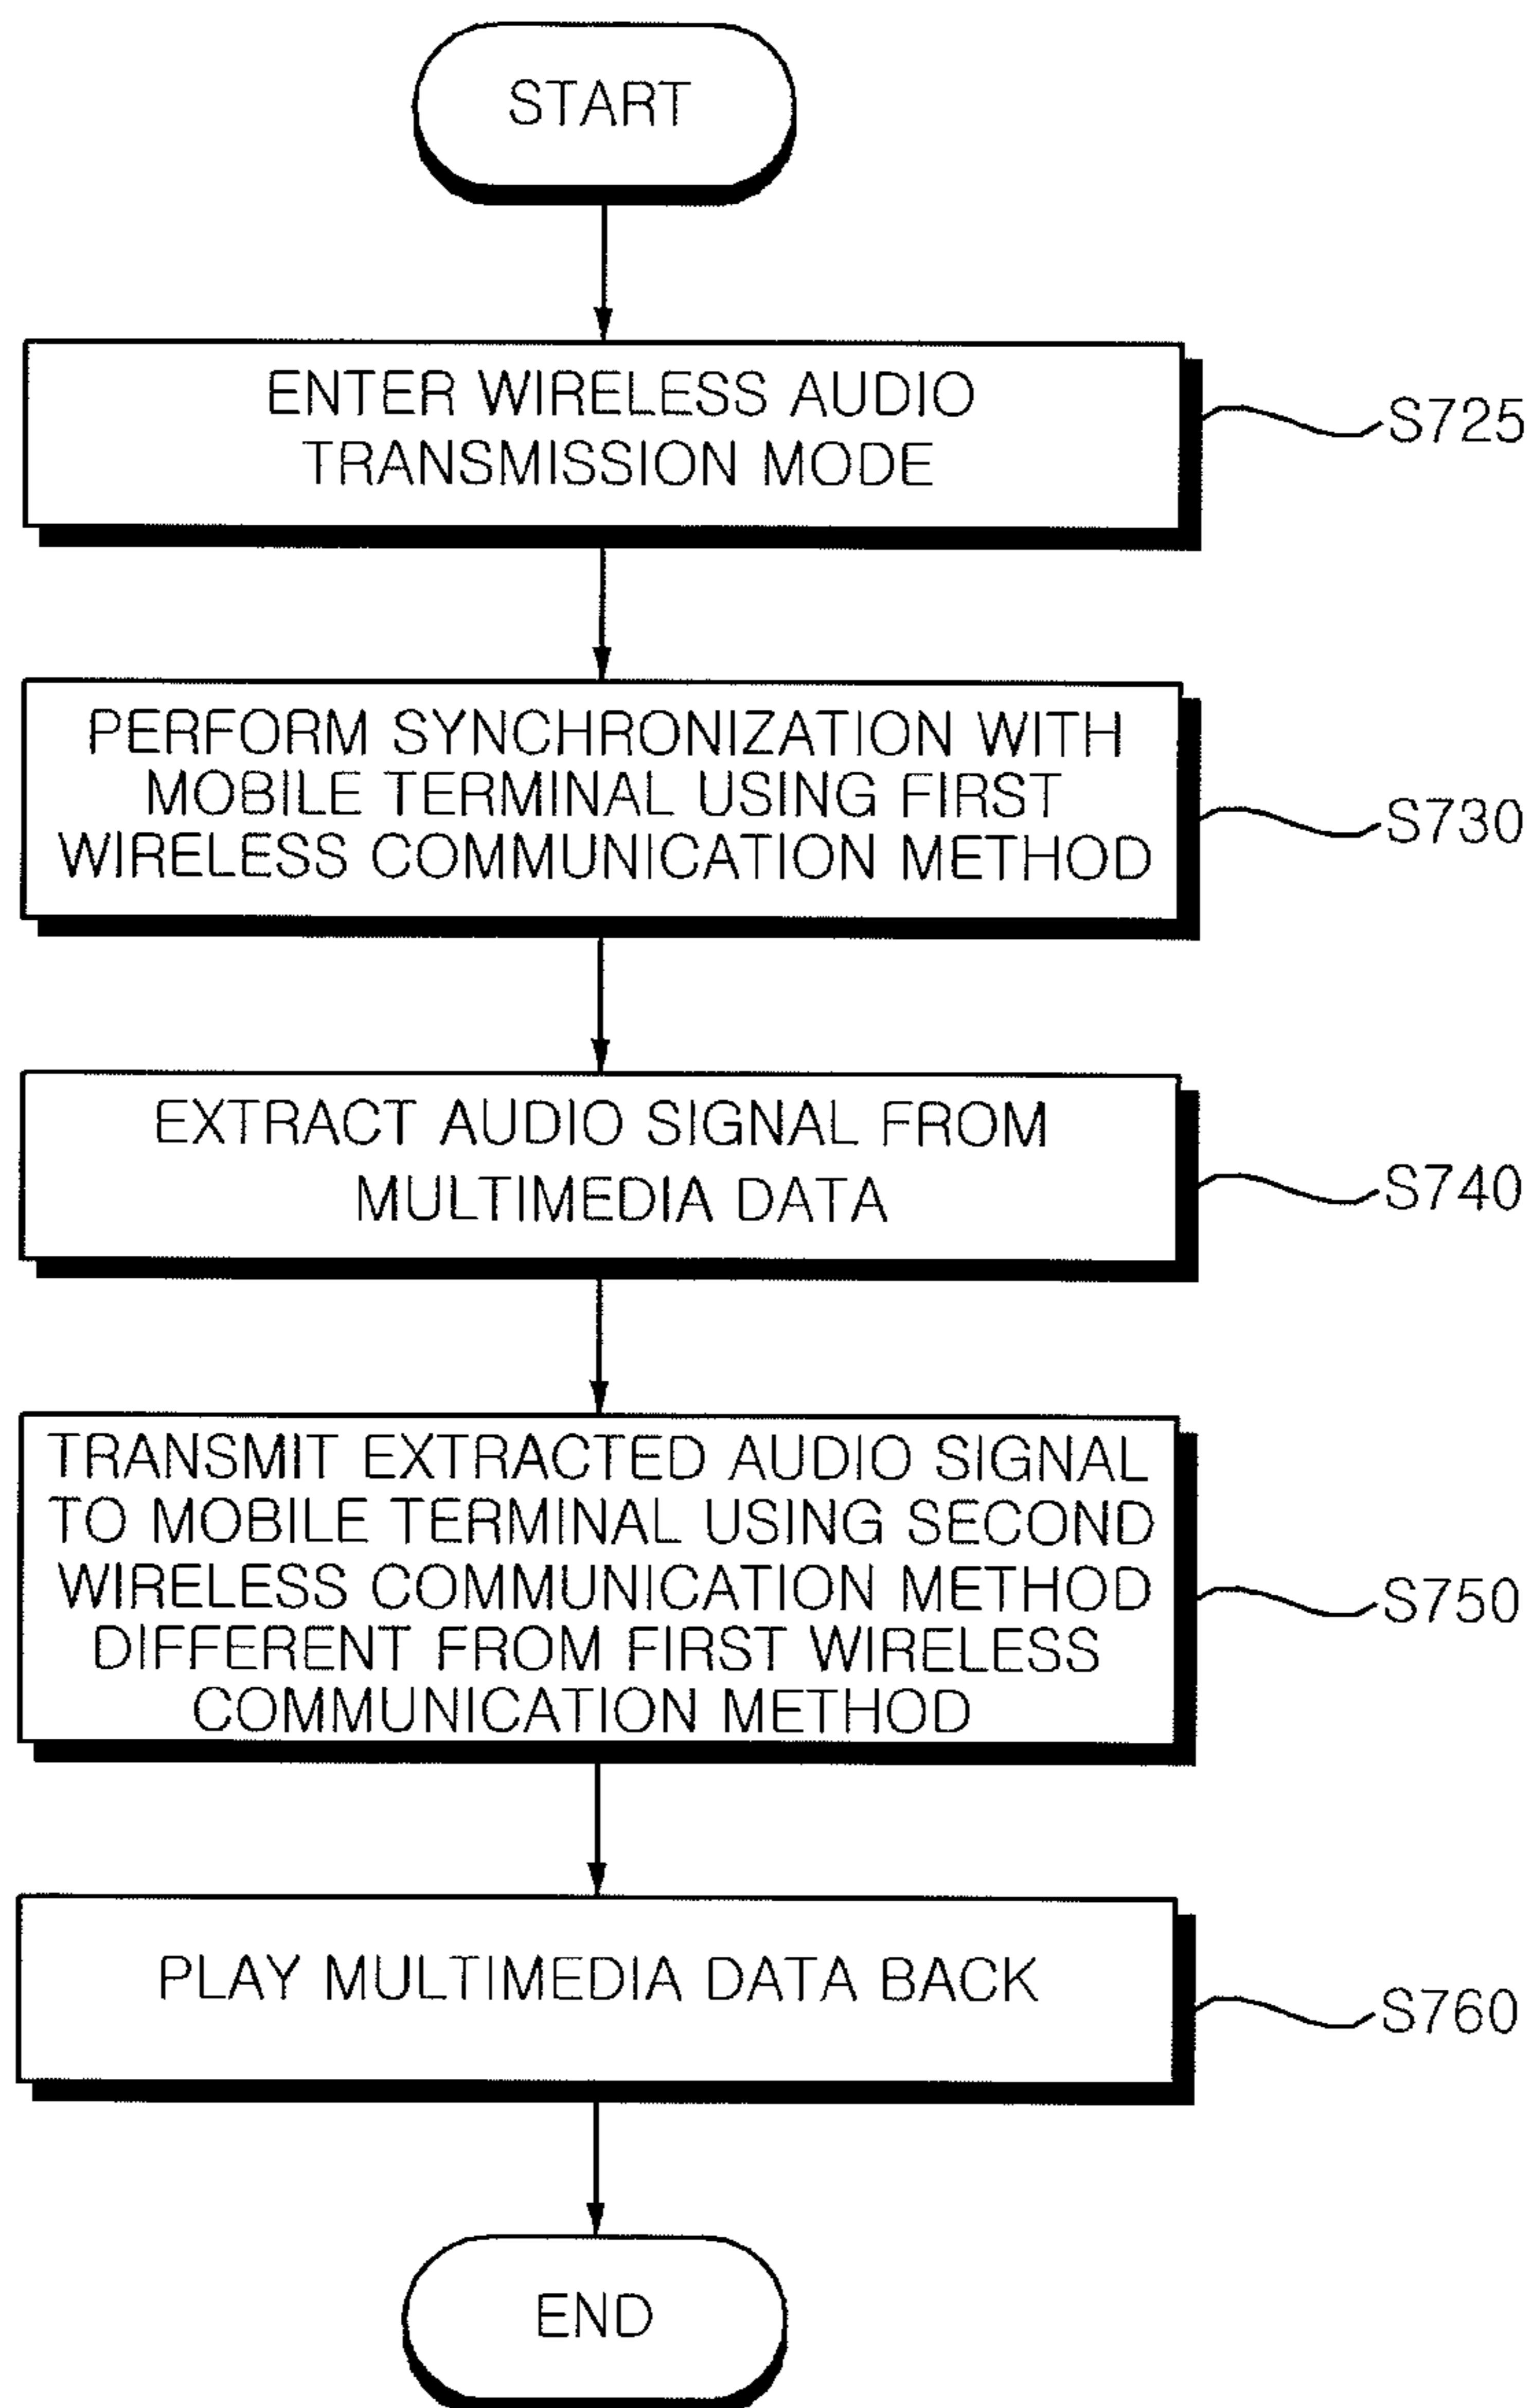 START
ENTER WIRELESS AUDIO
TRANSMISSION MODE
S725
PERFORM SYNCHRONIZATION WITH
MOBILE TERMINAL USING FIRST
WIRELESS COMMUNICATION METHOD
S730
EXTRACT AUDIO SIGNAL FROM
MULTIMEDIA DATA
S740
TRANSMIT EXTRACTED AUDIO SIGNAL
TO MOBILE TERMINAL USING SECOND
WIRELESS COMMUNICATION METHOD
DIFFERENT FROM FIRST WIRELESS
COMMUNICATION METHOD
S750
PLAY MULTIMEDIA DATA BACK
S760
END